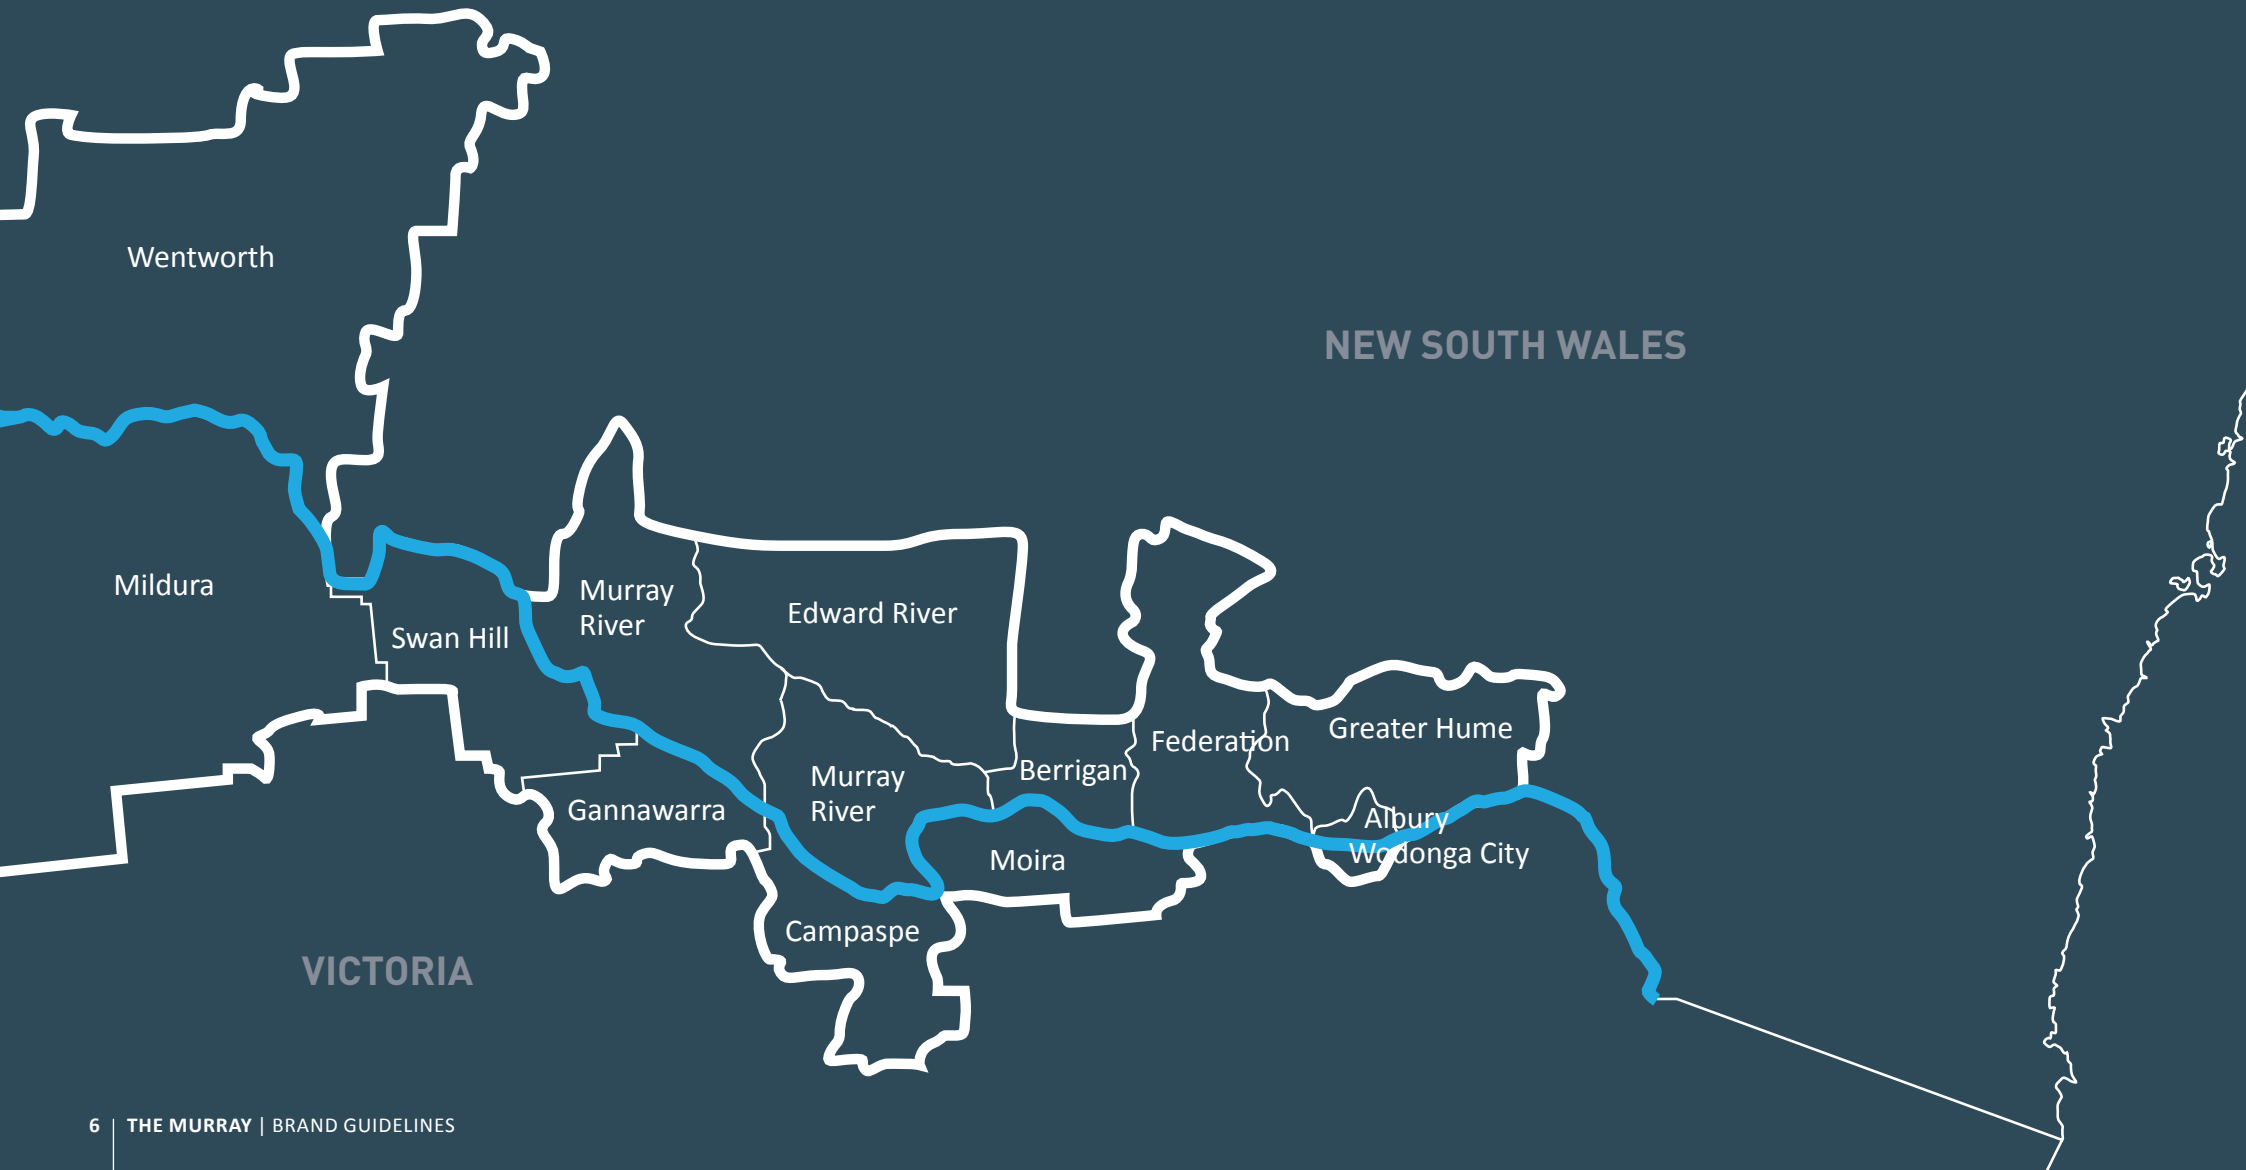 Wentworth
NEW SOUTH WALES
Mildura
Murray
River
Edward River
Swan Hill
Greater Hume
Federation
Berrigan
Murray
River
Gannawarra
Albury
Wodonga City
Moira
Campaspe
VICTORIA
6 THE MURRAY | BRAND GUIDELINES